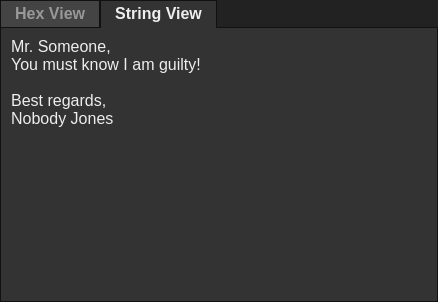 Hex View
String View
Mr. Someone,
You must know I am guilty!
Best regards,
Nobody Jones